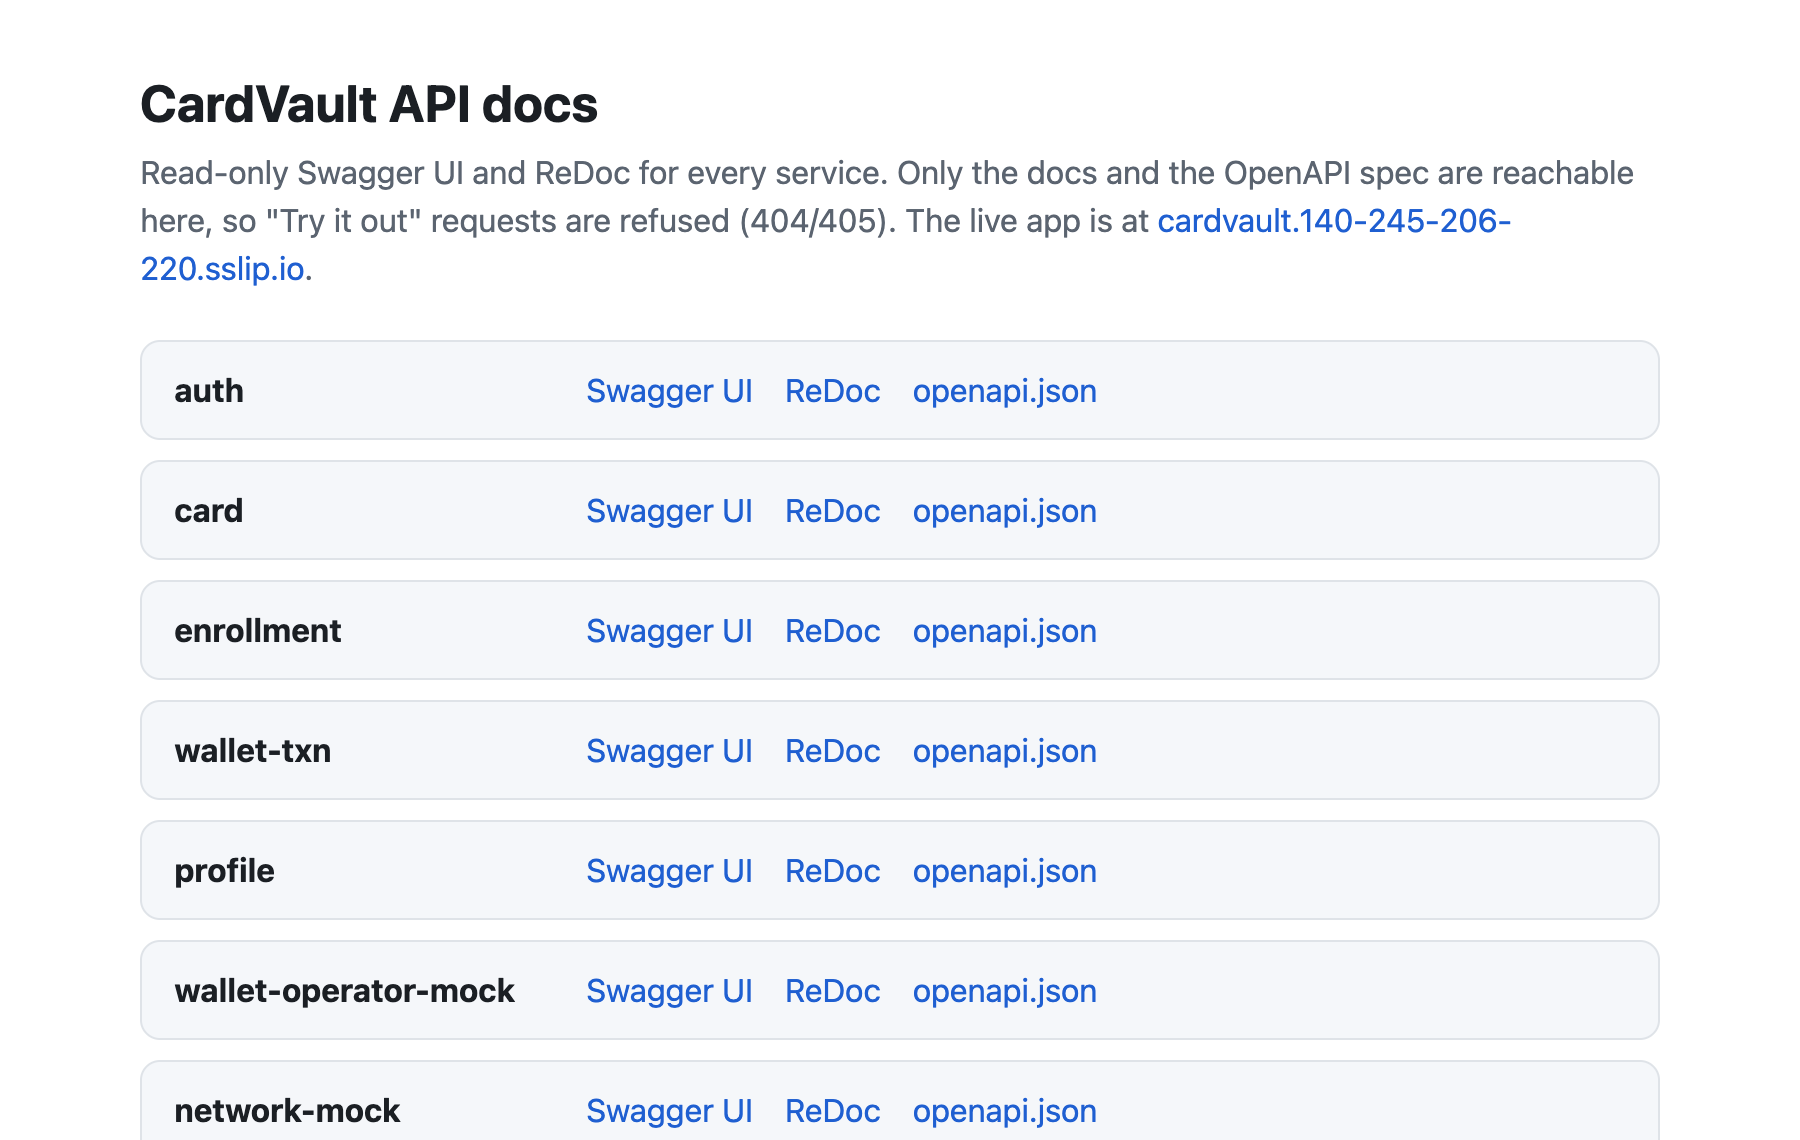 CardVault API docs
Read-only Swagger UI and ReDoc for every service. Only the docs and the OpenAPI spec are reachable
here, so "Try it out" requests are refused (404/405). The live app is at cardvault.140-245-206-
220.sslip.io.
auth Swagger UI ReDoc openapi.json
card Swagger UI ReDoc openapi.json
enrollment Swagger UI ReDoc openapi.json
wallet-txn Swagger UI ReDoc openapi.json
profile Swagger UI ReDoc openapi.json
wallet-operator-mock Swagger UI ReDoc openapi.json
network-mock Swagger UI ReDoc openapi.json